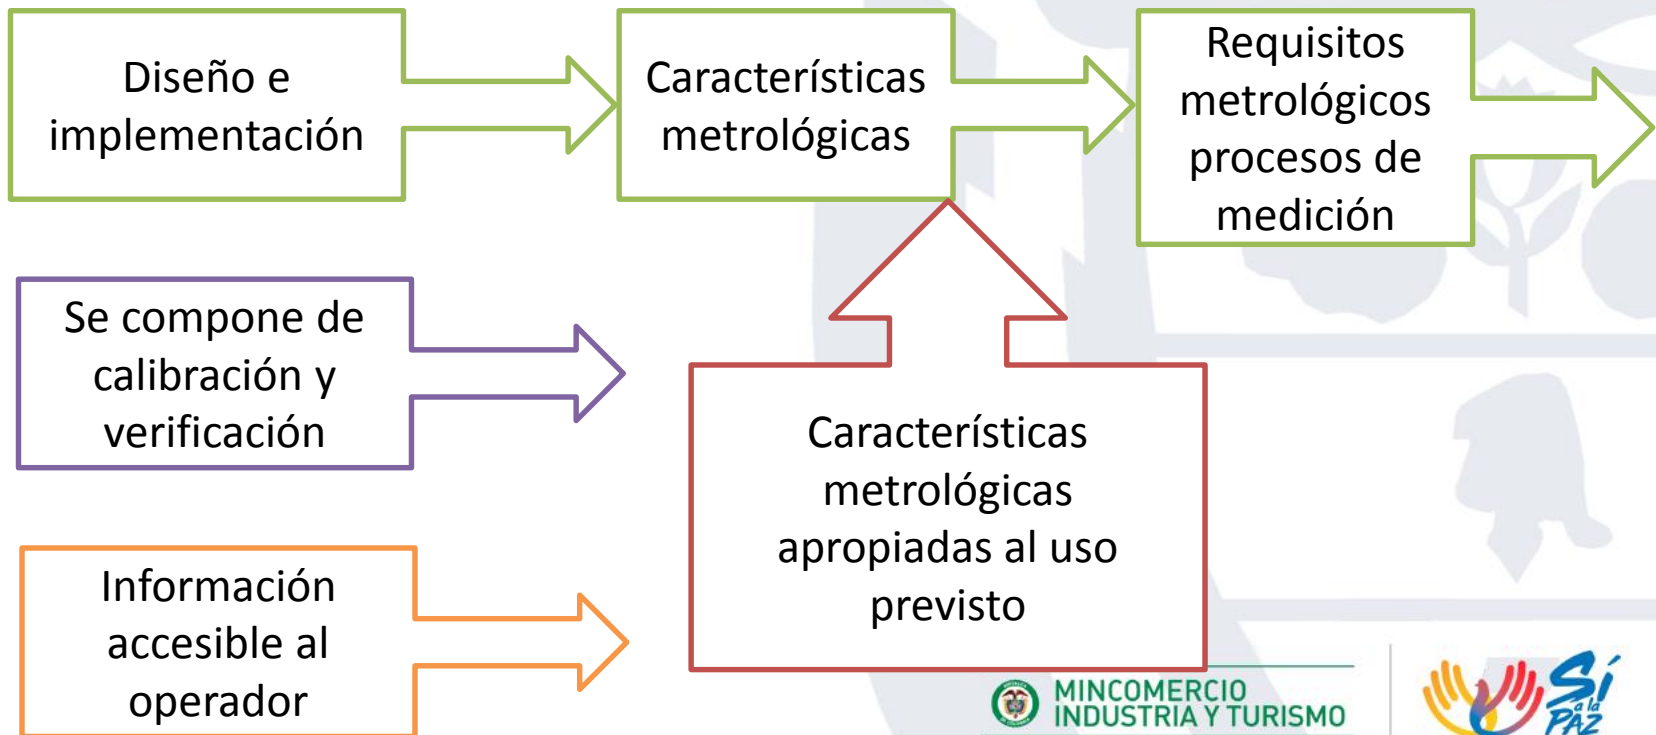 Diseño e
implementación
Características
metrológicas
Requisitos
metrológicos
procesos de
medición
Se compone de
calibración y
verificación
Características
metrológicas
apropiadas al uso
previsto
Información
accesible al
operador
MINCOMERCIO
INDUSTRIA Y TURISMO
Sí
a la
PAZ